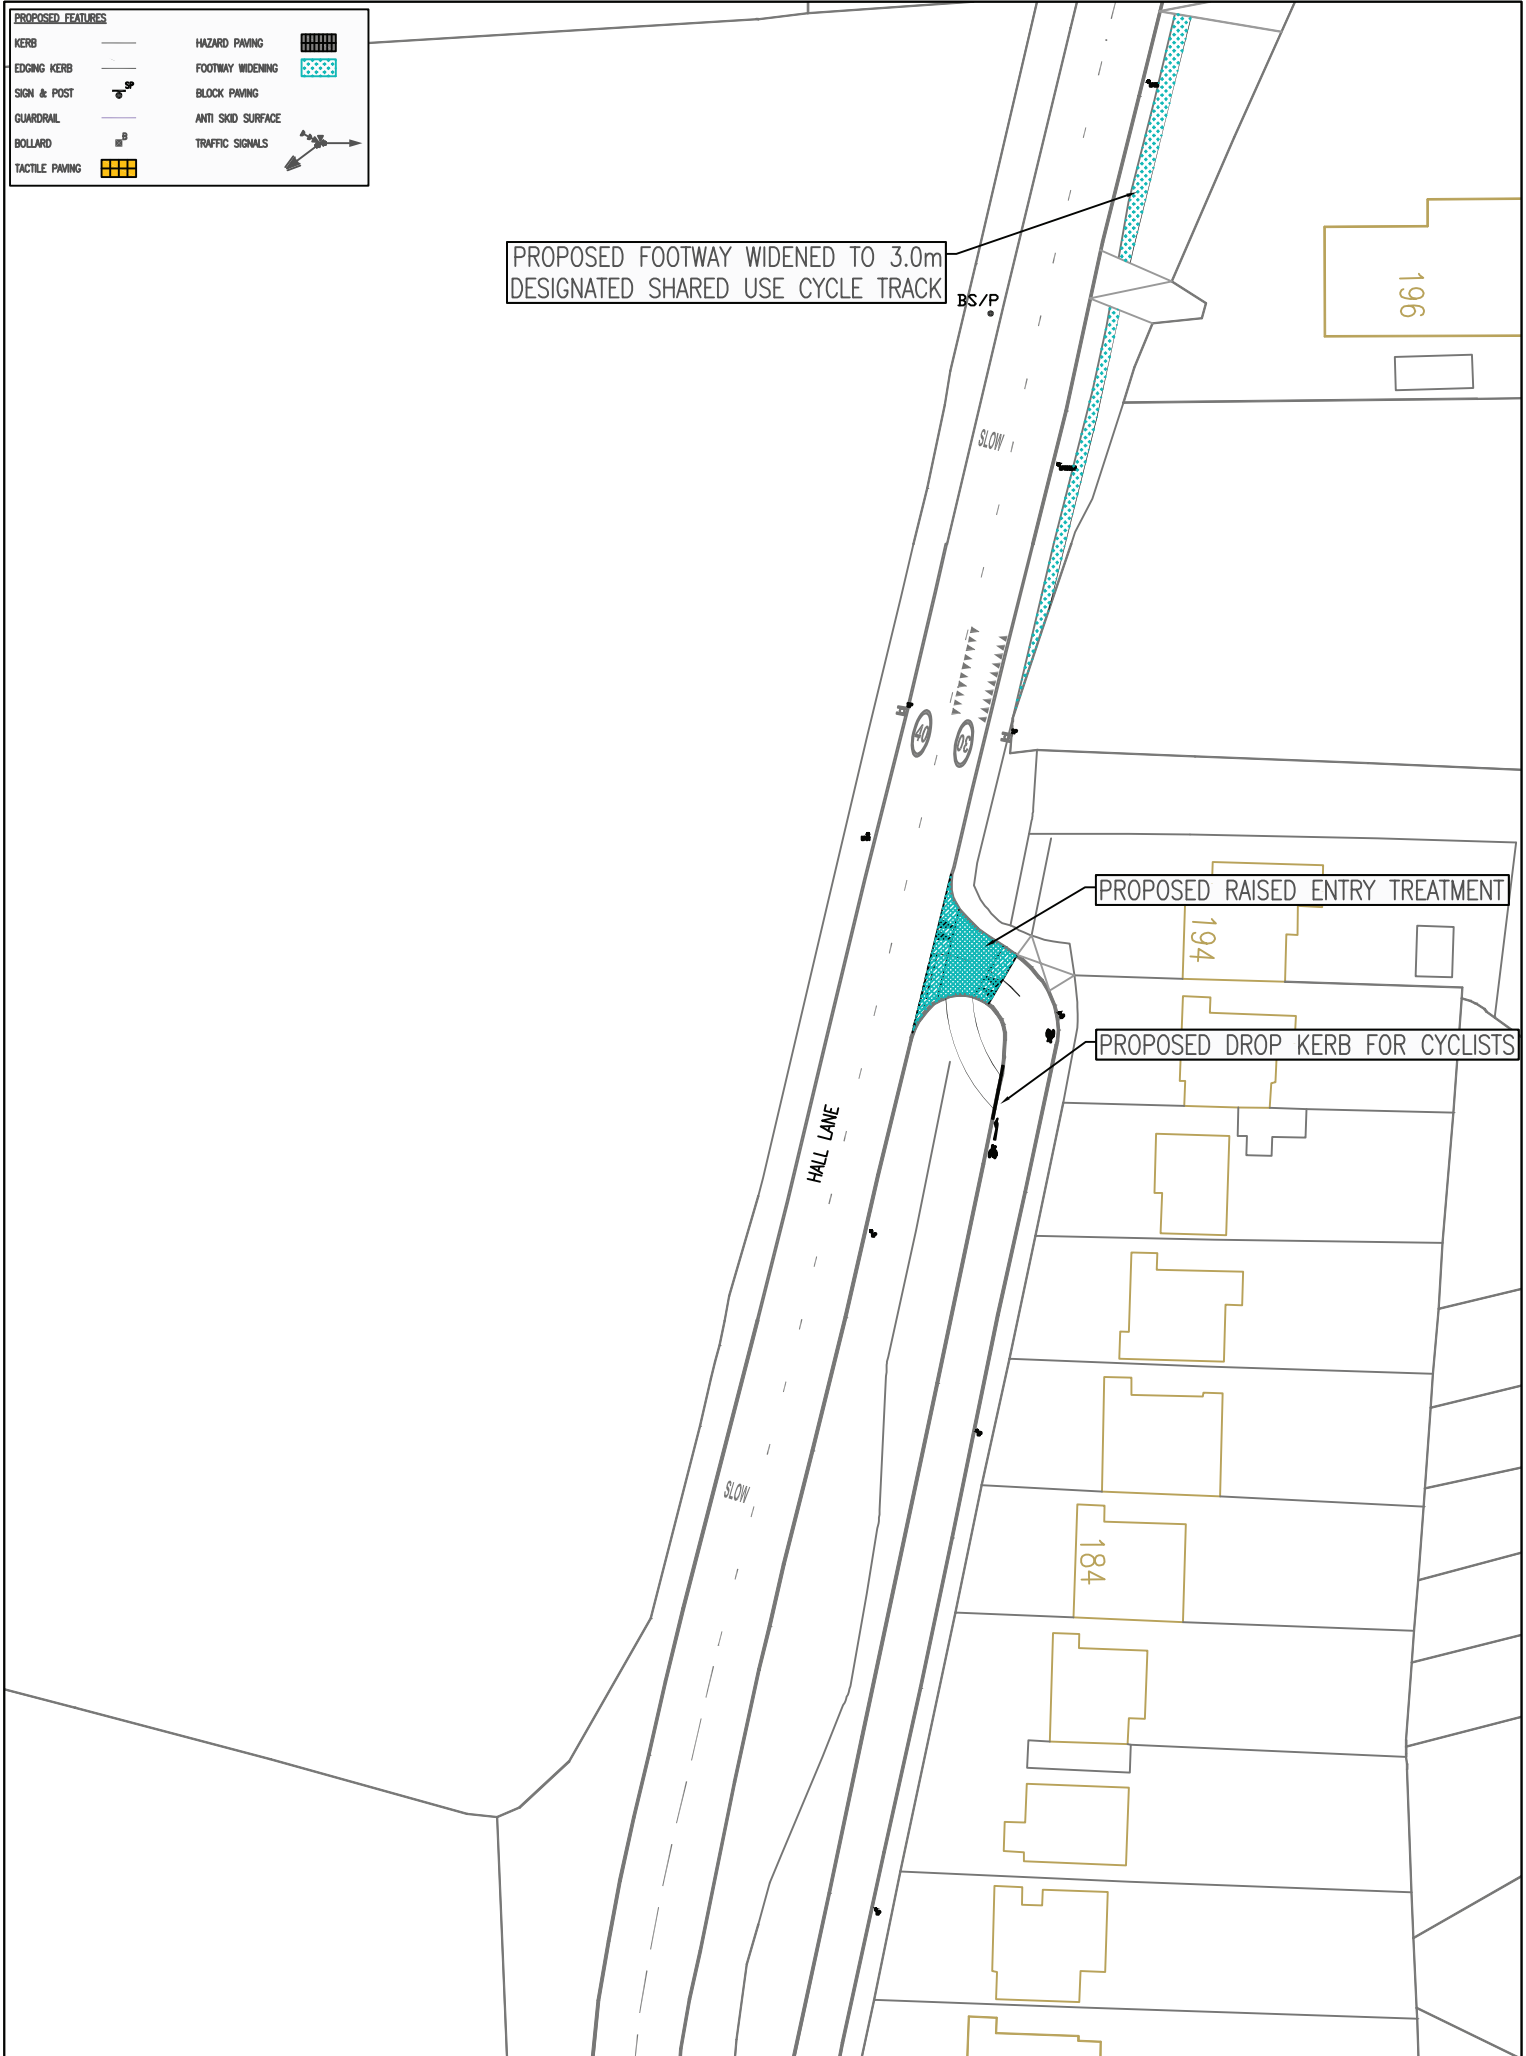 PROPOSED FEATURES
KERB
EDGING KERB
SIGN & POST
SP
GUARDRAIL
BOLLARD
B
TACTILE PAVING
HAZARD PAVING
FOOTWAY WIDENING
BLOCK PAVING
ANTI SKID SURFACE
TRAFFIC SIGNALS
PROPOSED FOOTWAY WIDENED TO 3.0m
DESIGNATED SHARED USE CYCLE TRACK
BS/P
196
SLOW
40
30
PROPOSED RAISED ENTRY TREATMENT
194
PROPOSED DROP KERB FOR CYCLISTS
HALL LANE
SLOW
184